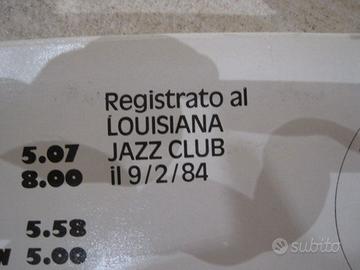 Registrato al
LOUISIANA
5.07 JAZZ CLUB
8.00 il 9/2/84
5.58
5.00
subito